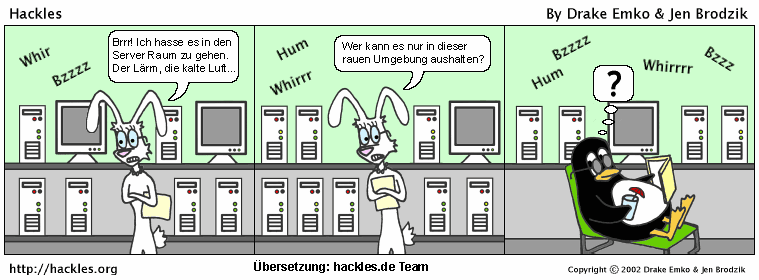 Hackles
By Drake Emko & Jen Brodzik
Whir
Bzzzz
Brrr! Ich hasse es in den
Server Raum zu gehen.
Der Lärm, die kalte Luft...
Hum
Whirrr
Wer kann es nur in dieser
rauen Umgebung aushalten?
Bzzzz
Hum
?
Whirrrr
Bzzz
http://hackles.org
Übersetzung: hackles.de Team
Copyright © 2002 Drake Emko & Jen Brodzik